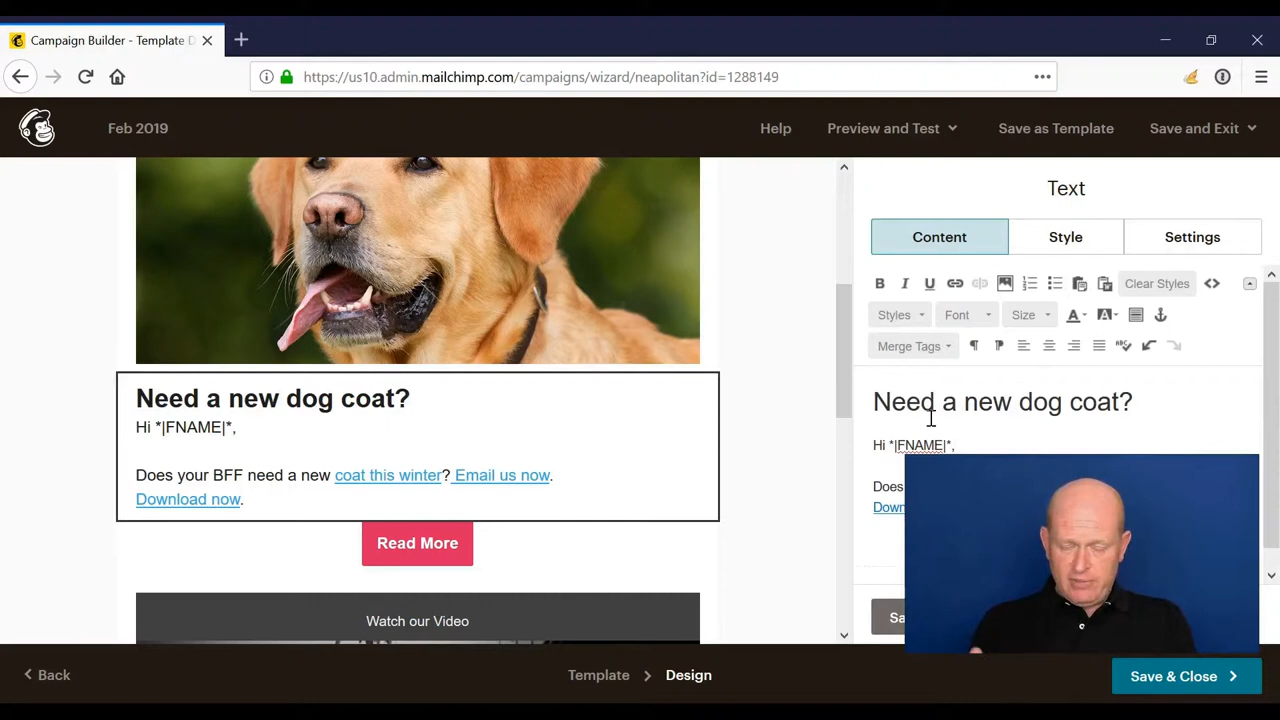 Campaign Builder - Template D
https://us10.admin.mailchimp.com/campaigns/wizard/neapolitan?id=1288149
Feb 2019
Help
Preview and Test
Save as Template
Save and Exit
Need a new dog coat?
Hi *|FNAME|*,
Does your BFF need a new coat this winter? Email us now.
Download now.
Read More
Watch our Video
Text
Content
Style
Settings
B I U
Clear Styles
Styles
Font
Size
A
A
Merge Tags
ABC
Need a new dog coat?
Hi *|FNAME|*,
Does
Down
Sa
Back
Template
Design
Save & Close